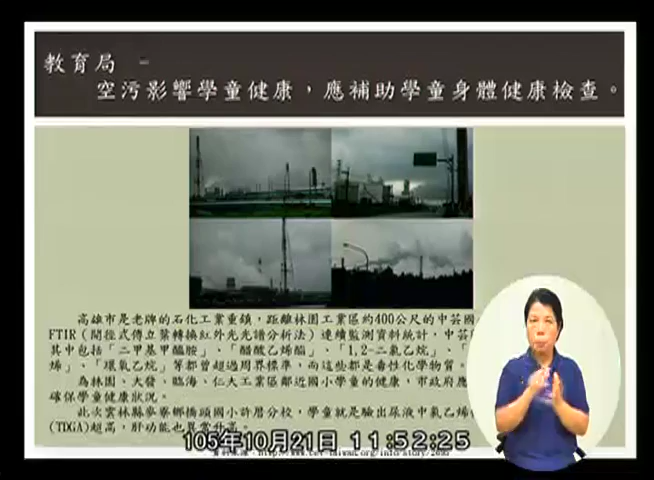 教育局 -
空污影響學童健康，應補助學童身體健康檢查。
高雄市是老牌的石化工業重鎮，距離林園工業區約400公尺的中芸國
FTIR（開徑式傅立葉轉換紅外光光譜分析法）連續監測資料統計，中芸
其中包括「二甲基甲醯胺」、「醋酸乙烯酯」、「1,2-二氯乙烷」、「
烯」、「環氧乙烷」等都曾超過周界標準，而這些都是毒性化學物質。
為林園、大發、臨海、仁大工業區鄰近國小學童的健康，市政府應
確保學童健康狀況。
此次雲林縣麥寮鄉橋頭國小許厝分校，學童就是驗出尿液中氯乙烯
(TDGA)超高，肝功能也異常升高。
105年10月21日 11:52:25